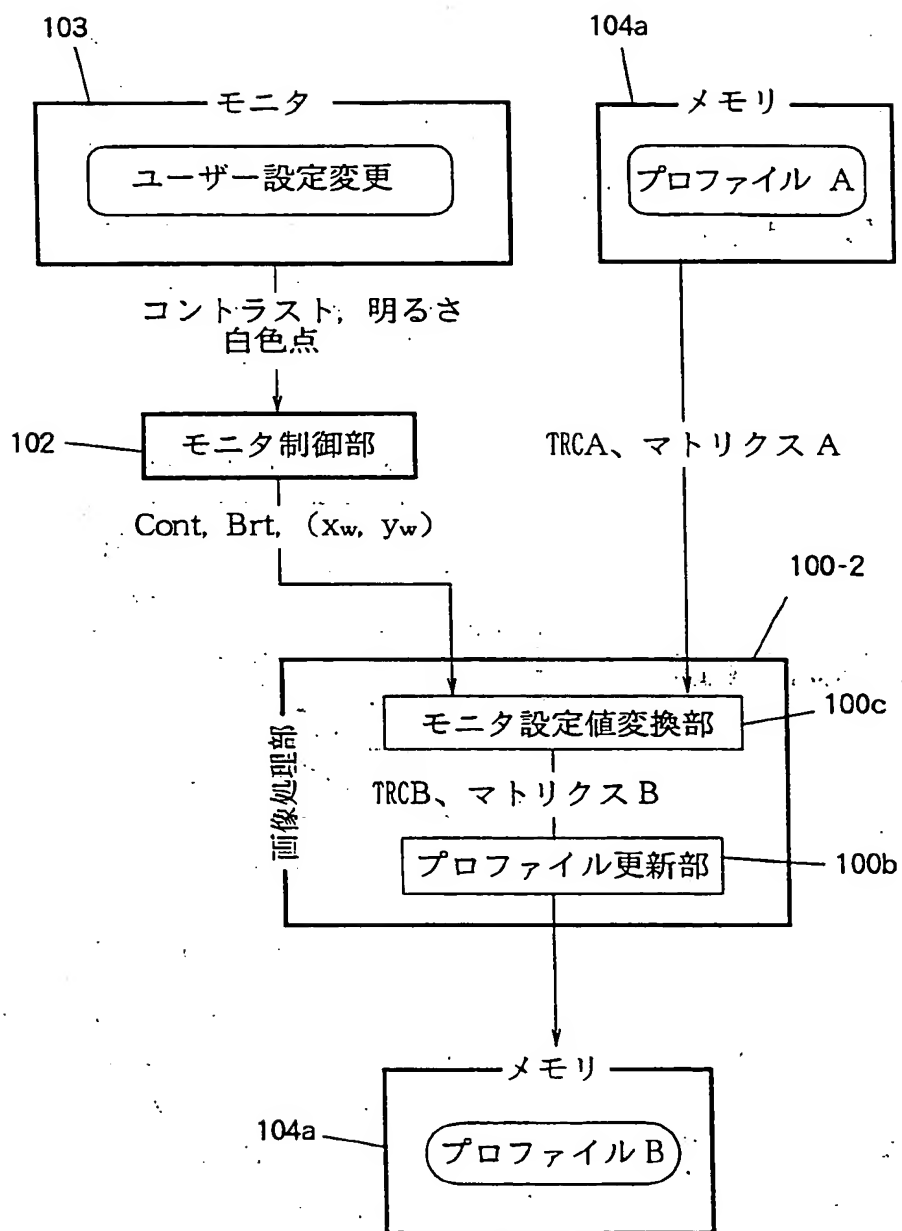 103
104a
モニタ
メモリ
ユーザー設定変更
プロファイル A
コントラスト, 明るさ
白色点
102
モニタ制御部
TRCA、マトリクス A
Cont, Brt, (xw, yw)
100-2
画像処理部
モニタ設定値変換部
100c
TRCB、マトリクス B
プロファイル更新部
100b
メモリ
104a
プロファイル B